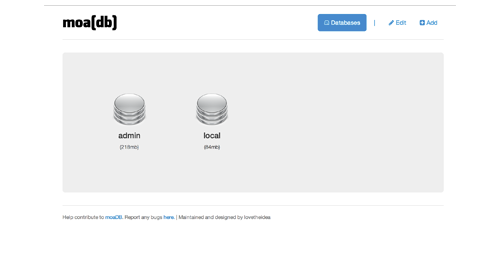 moa[db]
Databases | Edit Add
admin local
(218mb) (64mb)
Help contribute to moaDB. Report any bugs here. | Maintained and designed by lovetheidea